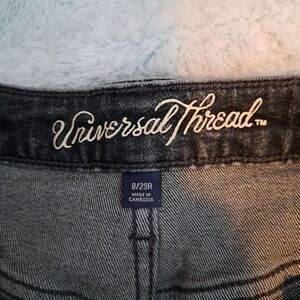 Universal Thread™
8/29R
MADE IN
CAMBODIA